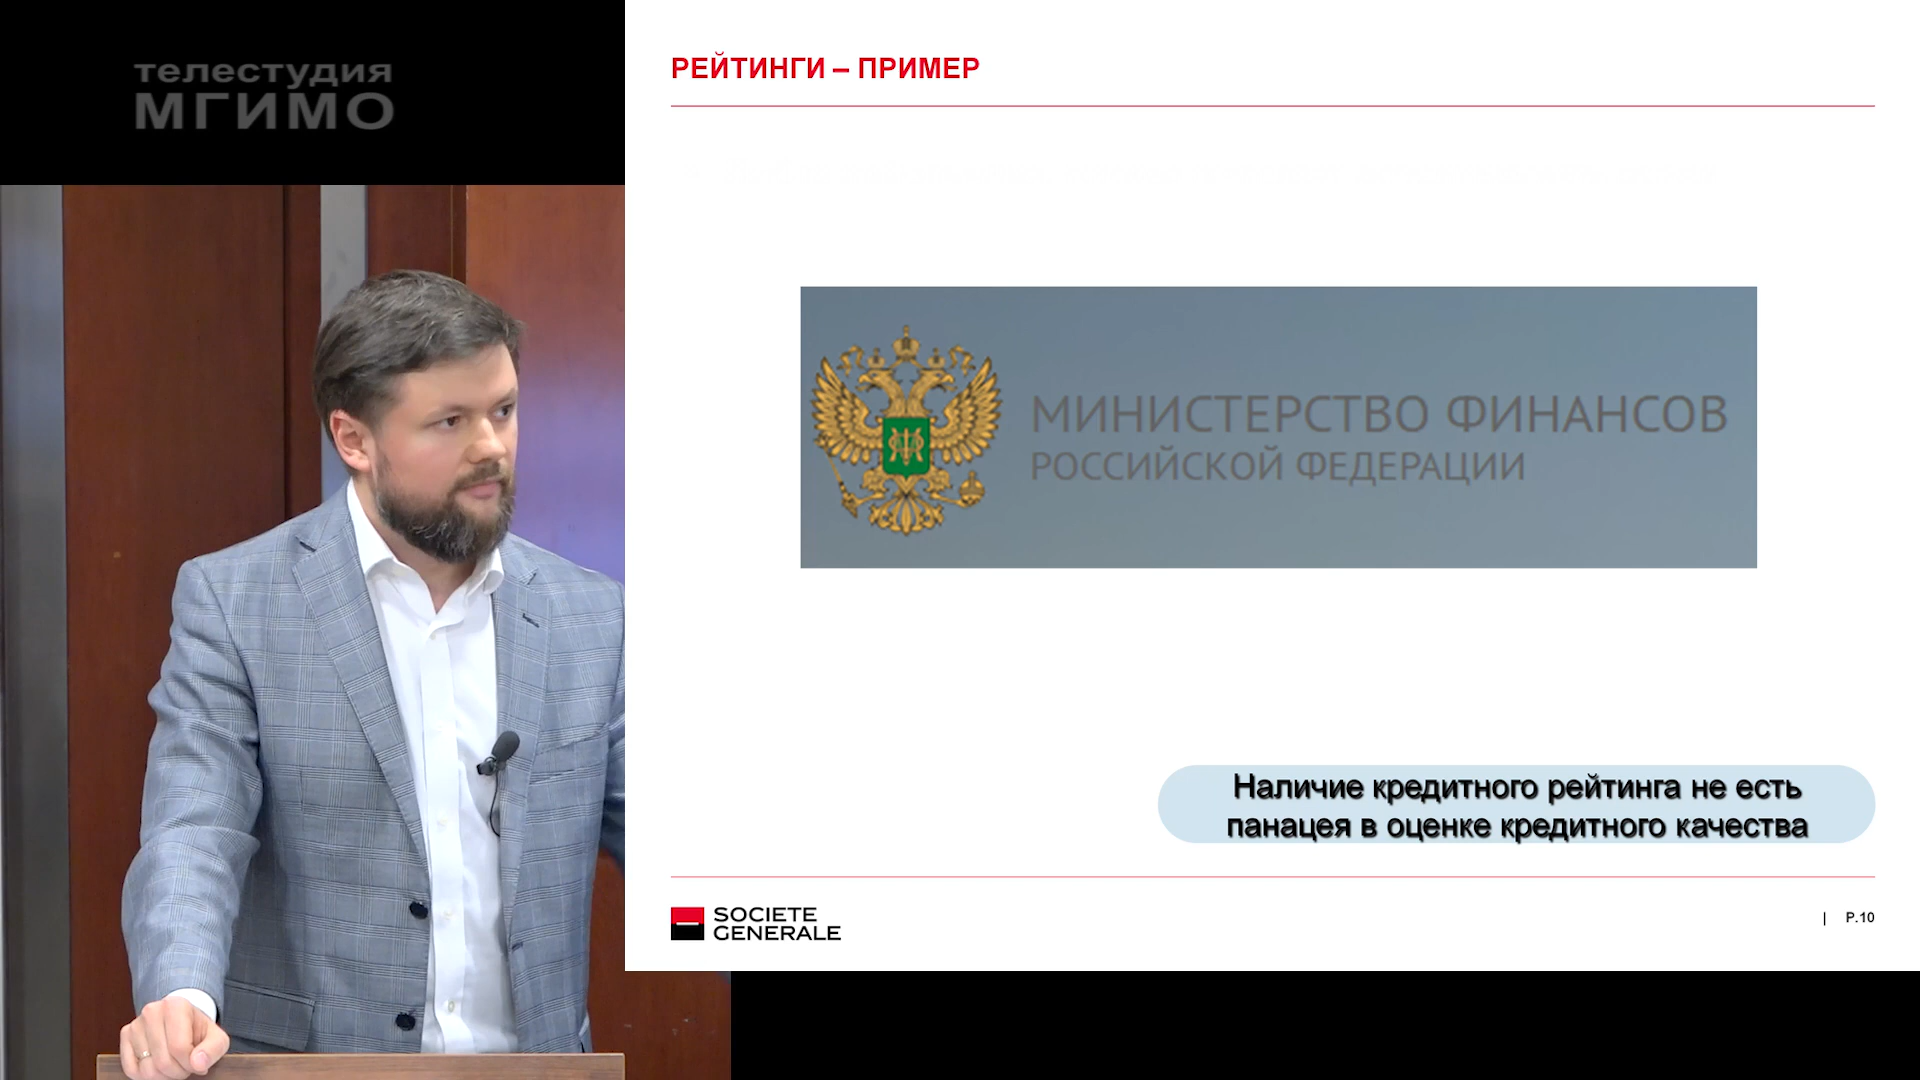 телестудия
МГИМО
РЕЙТИНГИ – ПРИМЕР
МИНИСТЕРСТВО ФИНАНСОВ
РОССИЙСКОЙ ФЕДЕРАЦИИ
Наличие кредитного рейтинга не есть
панацея в оценке кредитного качества
SOCIETE
GENERALE
| P.10